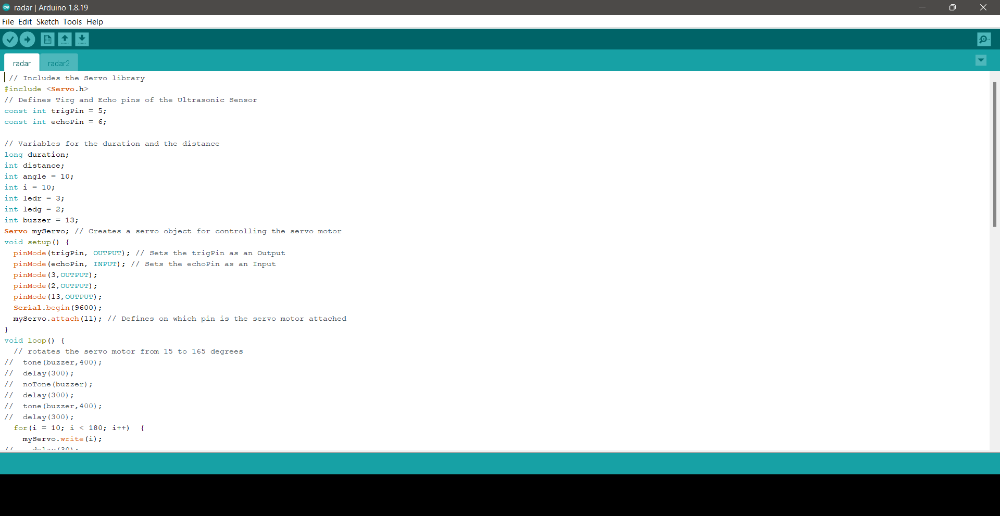 radar | Arduino 1.8.19
File Edit Sketch Tools Help
radar radar2
// Includes the Servo library
#include <Servo.h>
// Defines Tirg and Echo pins of the Ultrasonic Sensor
const int trigPin = 5;
const int echoPin = 6;
// Variables for the duration and the distance
long duration;
int distance;
int angle = 10;
int i = 10;
int ledr = 3;
int ledg = 2;
int buzzer = 13;
Servo myServo; // Creates a servo object for controlling the servo motor
void setup() {
  pinMode(trigPin, OUTPUT); // Sets the trigPin as an Output
  pinMode(echoPin, INPUT); // Sets the echoPin as an Input
  pinMode(3,OUTPUT);
  pinMode(2,OUTPUT);
  pinMode(13,OUTPUT);
  Serial.begin(9600);
  myServo.attach(11); // Defines on which pin is the servo motor attached
}
void loop() {
  // rotates the servo motor from 15 to 165 degrees
//  tone(buzzer,400);
//  delay(300);
//  noTone(buzzer);
//  delay(300);
//  tone(buzzer,400);
//  delay(300);
  for(i = 10; i < 180; i++)  {
    myServo.write(i);
//    delay(30);